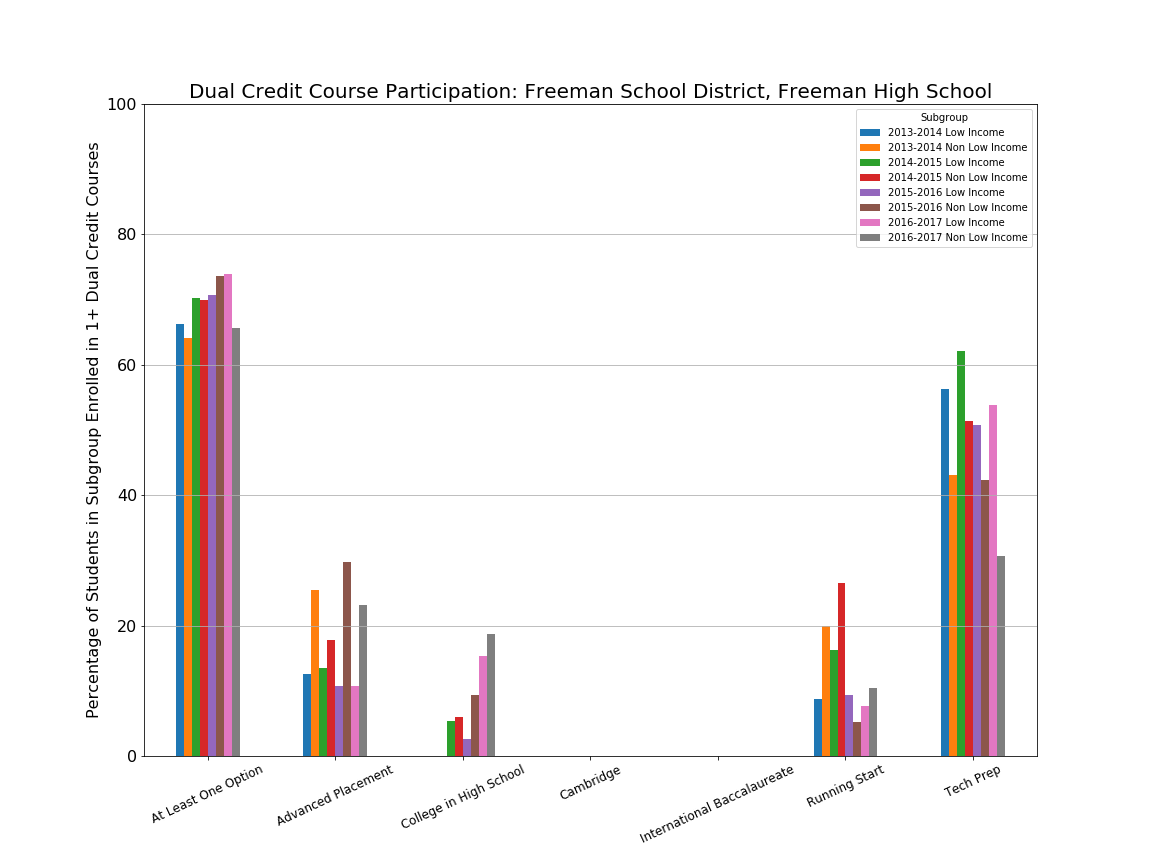 Dual Credit Course Participation: Freeman School District, Freeman High School
Percentage of Students in Subgroup Enrolled in 1+ Dual Credit Courses
100
80
60
40
20
0
Subgroup
2013-2014 Low Income
2013-2014 Non Low Income
2014-2015 Low Income
2014-2015 Non Low Income
2015-2016 Low Income
2015-2016 Non Low Income
2016-2017 Low Income
2016-2017 Non Low Income
At Least One Option
Advanced Placement
College in High School
Cambridge
International Baccalaureate
Running Start
Tech Prep